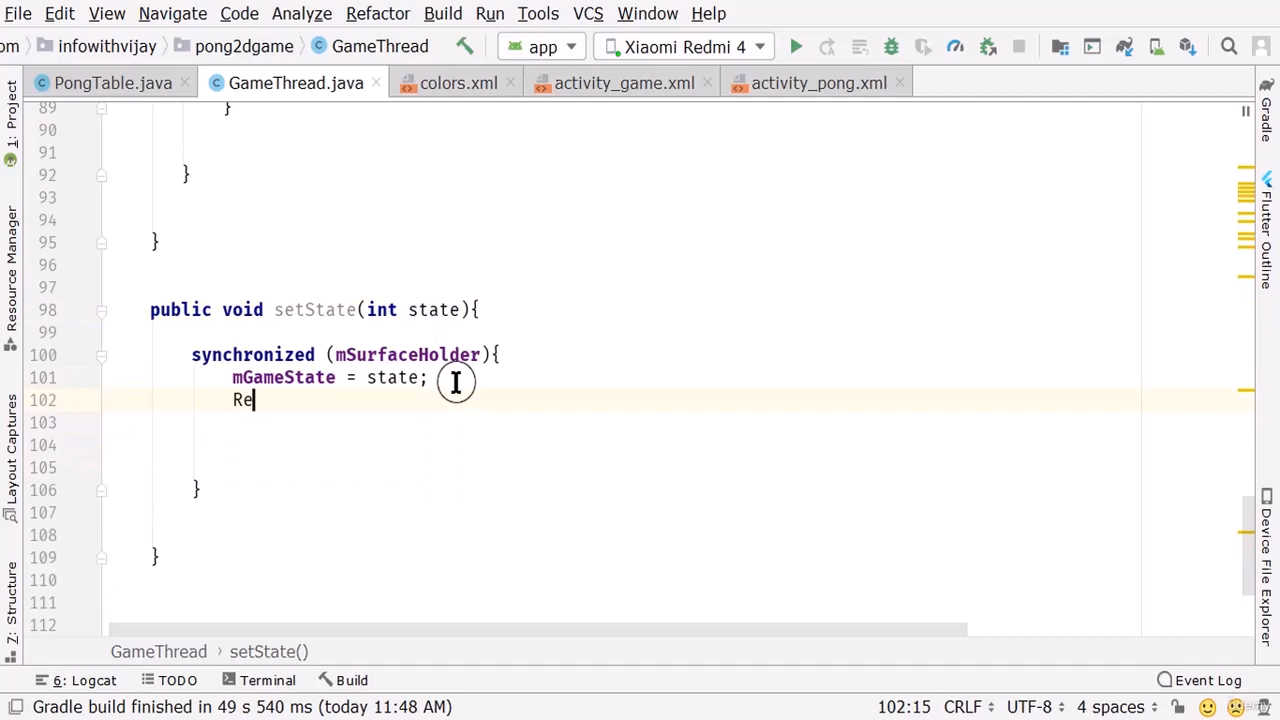 File Edit View Navigate Code Analyze Refactor Build Run Tools VCS Window Help
om infowithvijay pong2dgame GameThread app Xiaomi Redmi 4
PongTable.java GameThread.java colors.xml activity_game.xml activity_pong.xml
1: Project
Resource Manager
Layout Captures
Z: Structure
89 }
90
91
92 }
93
94
95 }
96
97
98 public void setState(int state){
99
100 synchronized (mSurfaceHolder){
101 mGameState = state;
102 Re
103
104
105
106 }
107
108
109 }
110
111
112
Gradle
Flutter Outline
Device File Explorer
GameThread setState()
6: Logcat TODO Terminal Build Event Log
Gradle build finished in 49 s 540 ms (today 11:48 AM) 102:15 CRLF UTF-8 4 spaces